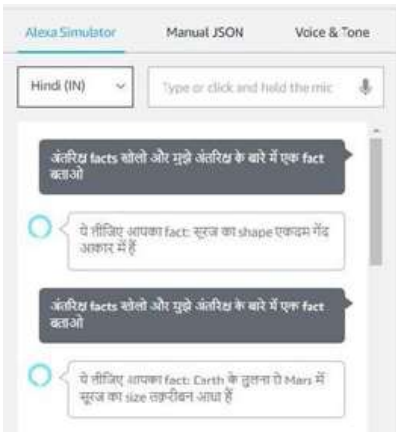 Alexa Simulator Manual JSON Voice & Tone
Hindi (IN) Type or click and hold the mic
अंतरिक्ष facts खोलो और मुझे अंतरिक्ष के बारे में एक fact
बताओ
ये लीजिए आपका fact: सूरज का shape एकदम गेंद
आकार में हैं
अंतरिक्ष facts खोलो और मुझे अंतरिक्ष के बारे में एक fact
बताओ
ये लीजिए आपका fact: Earth के तुलना से Mars में
सूरज का size तक़रीबन आधा हैं